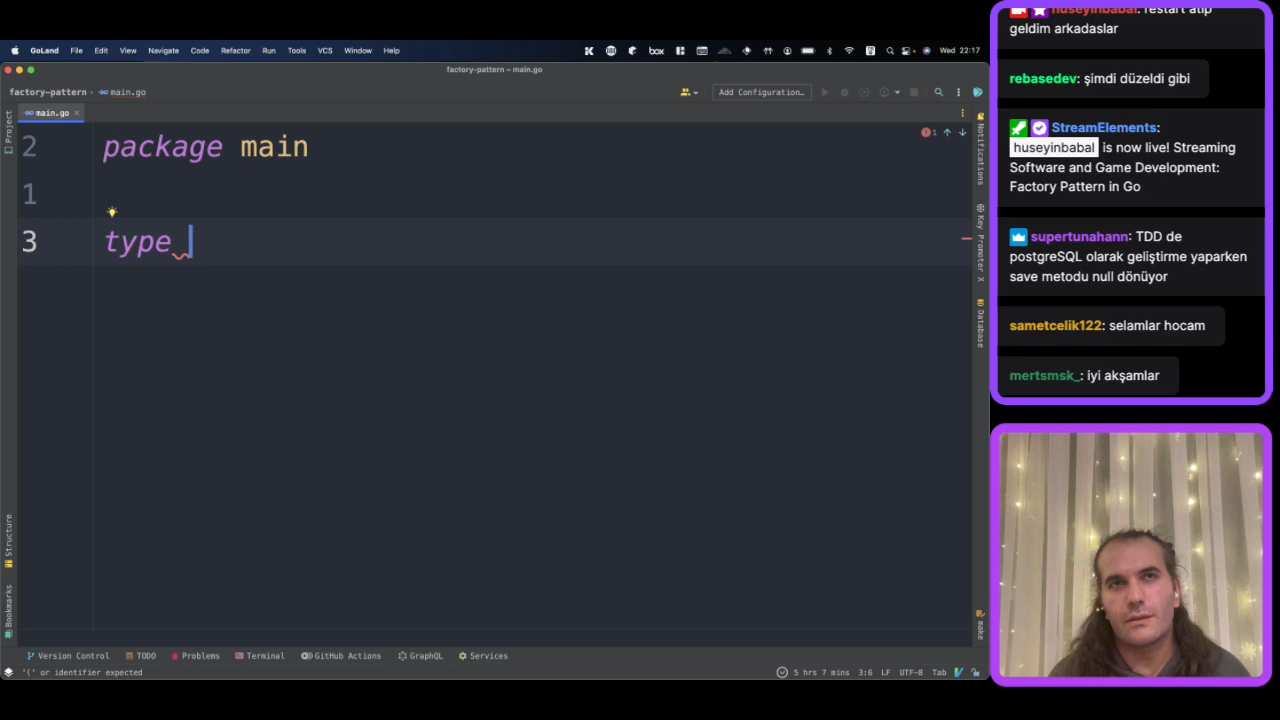 GoLand File Edit View Navigate Code Refactor Run Tools VCS Window Help box Wed 22:17
factory-pattern – main.go
factory-pattern › main.go Add Configuration...
main.go
Project
Notifications
Key Promoter X
Database
make
Structure
Bookmarks
1
2 package main
1
3 type
Version Control TODO Problems Terminal GitHub Actions GraphQL Services
'(' or identifier expected 5 hrs 7 mins 3:6 LF UTF-8 Tab
huseyinbabal: restart atip
geldim arkadaslar
rebasedev: şimdi düzeldi gibi
StreamElements:
huseyinbabal is now live! Streaming
Software and Game Development:
Factory Pattern in Go
supertunahann: TDD de
postgreSQL olarak geliştirme yaparken
save metodu null dönüyor
sametcelik122: selamlar hocam
mertsmsk_: iyi akşamlar